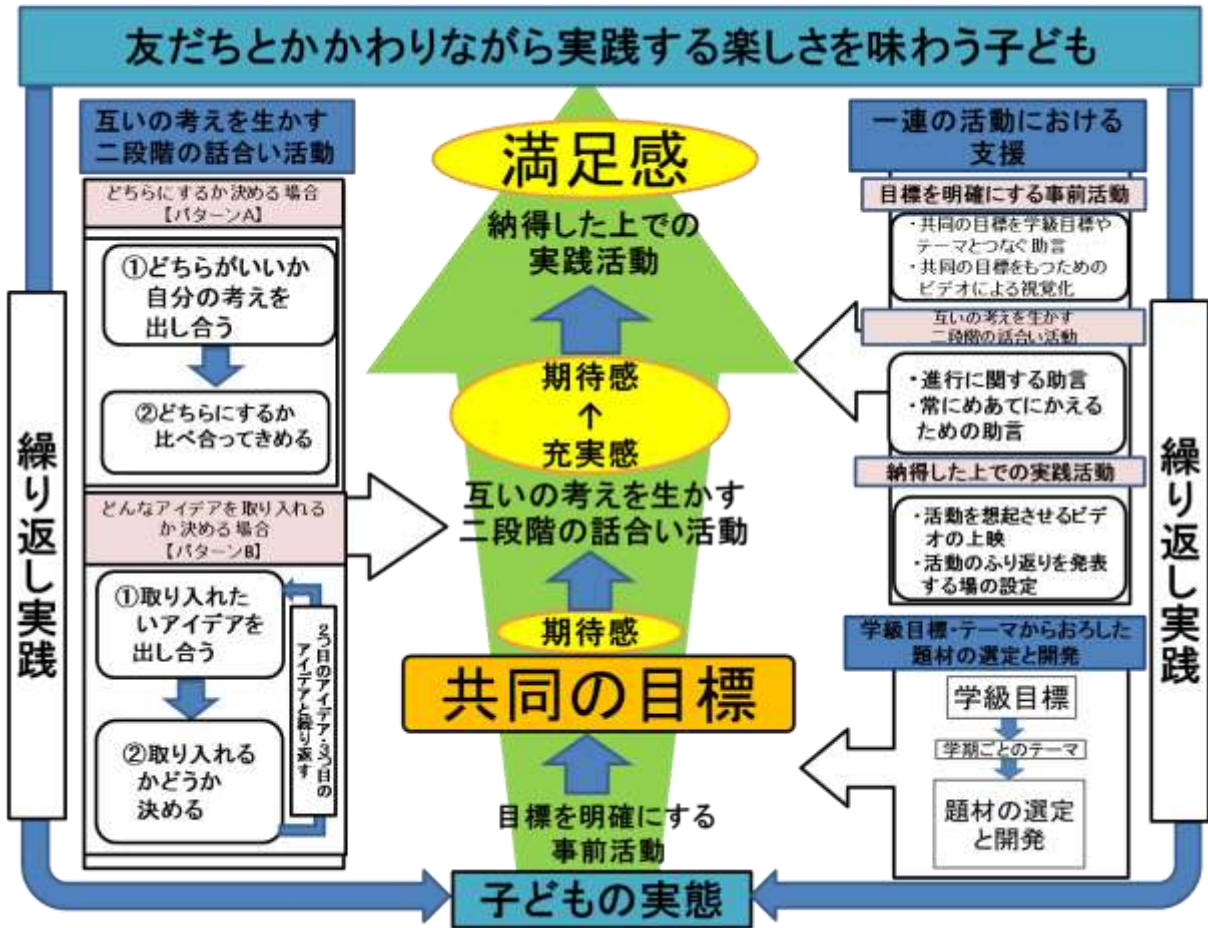 友だちとかかわりながら実践する楽しさを味わう子ども
互いの考えを生かす
二段階の話合い活動
どちらにするか決める場合
【パターンA】
①どちらがいいか
自分の考えを
出し合う
②どちらにするか
比べ合ってきめる
どんなアイデアを取り入れる
か決める場合
【パターンB】
①取り入れた
いアイデアを
出し合う
②取り入れる
かどうか
決める
2つ目のアイデア・3つ目の
アイデアと繰り返す
繰り返し実践
満足感
納得した上での
実践活動
期待感
↑
充実感
互いの考えを生かす
二段階の話合い活動
期待感
共同の目標
目標を明確にする
事前活動
子どもの実態
一連の活動における
支援
目標を明確にする事前活動
・共同の目標を学級目標や
テーマとつなぐ助言
・共同の目標をもつための
ビデオによる視覚化
互いの考えを生かす
二段階の話合い活動
・進行に関する助言
・常にめあてにかえる
ための助言
納得した上での実践活動
・活動を想起させるビデ
オの上映
・活動のふり返りを発表
する場の設定
学級目標・テーマからおろした
題材の選定と開発
学級目標
学期ごとのテーマ
題材の選定
と開発
繰り返し実践